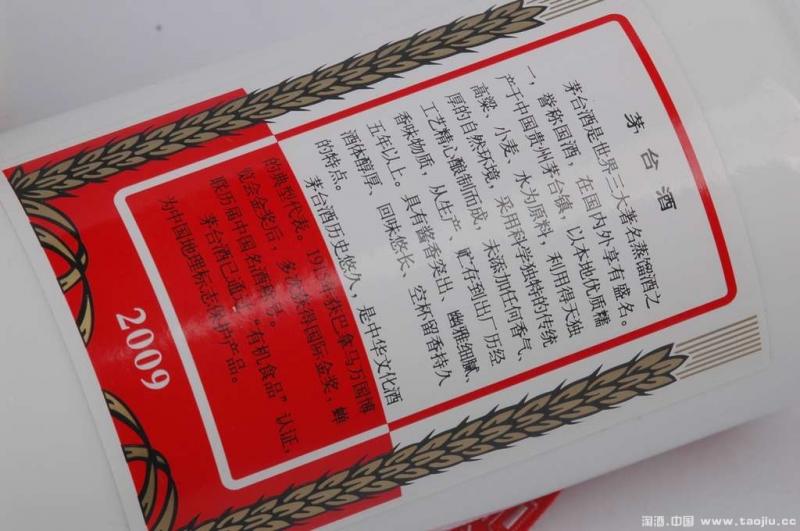 茅台酒
茅台酒是世界三大著名蒸馏酒之
一、誉称国酒 在国内外享有盛名。
产于中国贵州茅台镇，以本地优质糯
高粱、小麦、水为原料，利用得天独
厚的自然环境，采用科学独特的传统
工艺精心酿制而成，未添加任何香气、
香味物质，从生产、贮存到出厂历经
五年以上。具有酱香突出、幽雅细腻、
酒体醇厚、回味悠长、空杯留香持久
的特点。
茅台酒历史悠久，是中华文化酒
的典型代表。1915年获巴拿马万国博
览会金奖后，多次获得国际金奖，蝉
联历届中国名酒
茅台酒已通过“有机食品”认证，
为中国地理标志保护产品。
2009
淘酒.中国 www.taojiu.cc